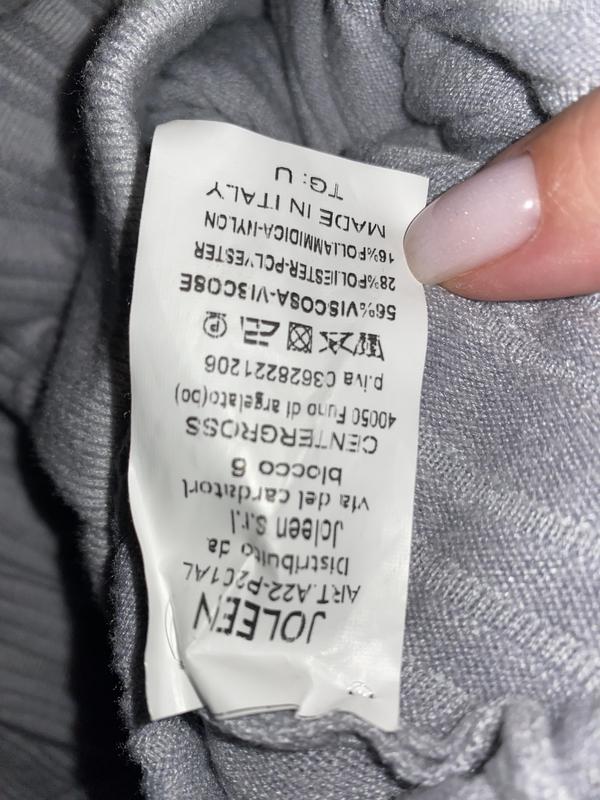 JOLEEN
ART.A22-P201AL
Distribuito da
Joleen s.r.l
via del cardatori
blocco 6
CENTERGROSS
40050 Funo di argelato(bo)
p.iva 03628221206
56%VISCOSA-VISCOSE
28%POLIESTER-POLYESTER
16%POLIAMMIDICA-NYLON
MADE IN ITALY
TG: U